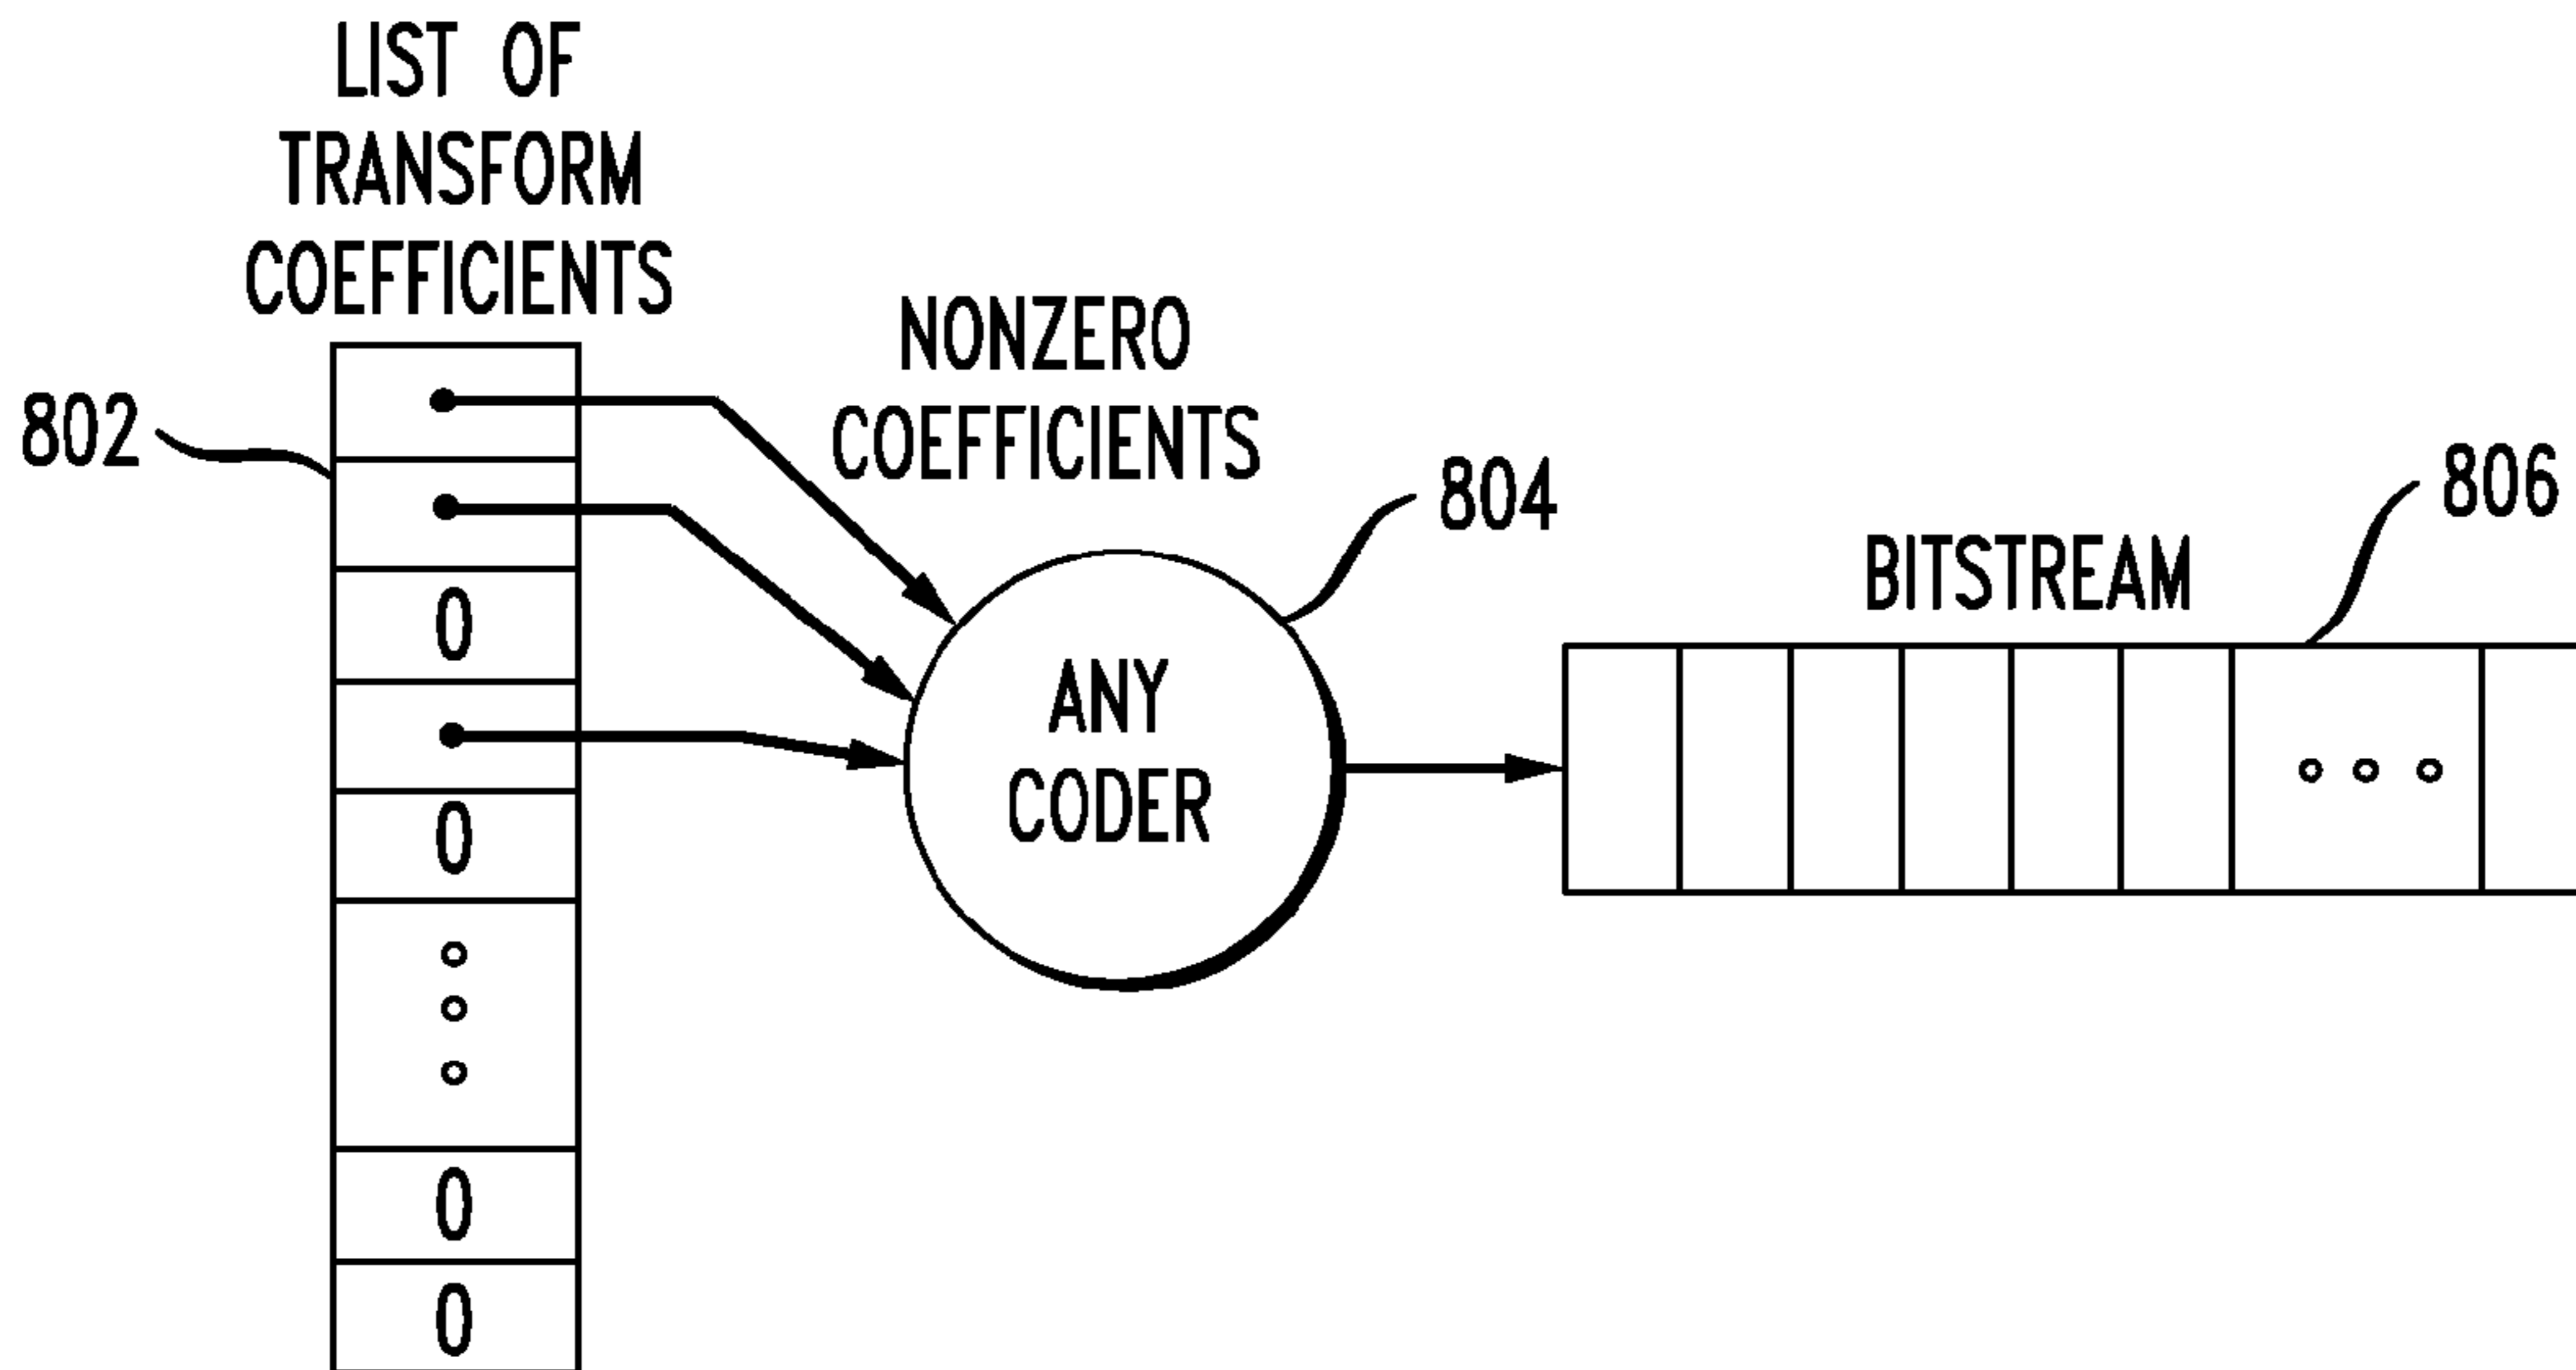 LIST OF
TRANSFORM
COEFFICIENTS
802
0
0
0
0
NONZERO
COEFFICIENTS
804
ANY
CODER
806
BITSTREAM